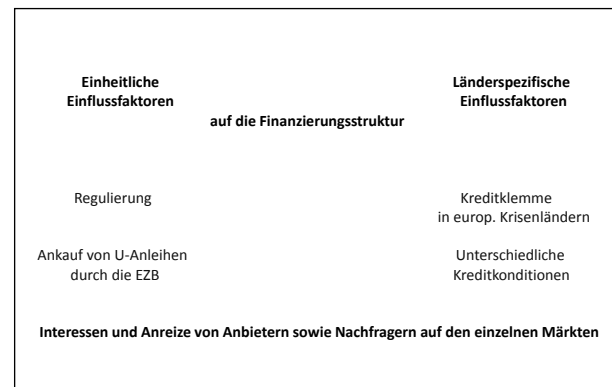 Einheitliche
Einflussfaktoren
Länderspezifische
Einflussfaktoren
auf die Finanzierungsstruktur
Regulierung
Kreditklemme
in europ. Krisenländern
Ankauf von U-Anleihen
durch die EZB
Unterschiedliche
Kreditkonditionen
Interessen und Anreize von Anbietern sowie Nachfragern auf den einzelnen Märkten